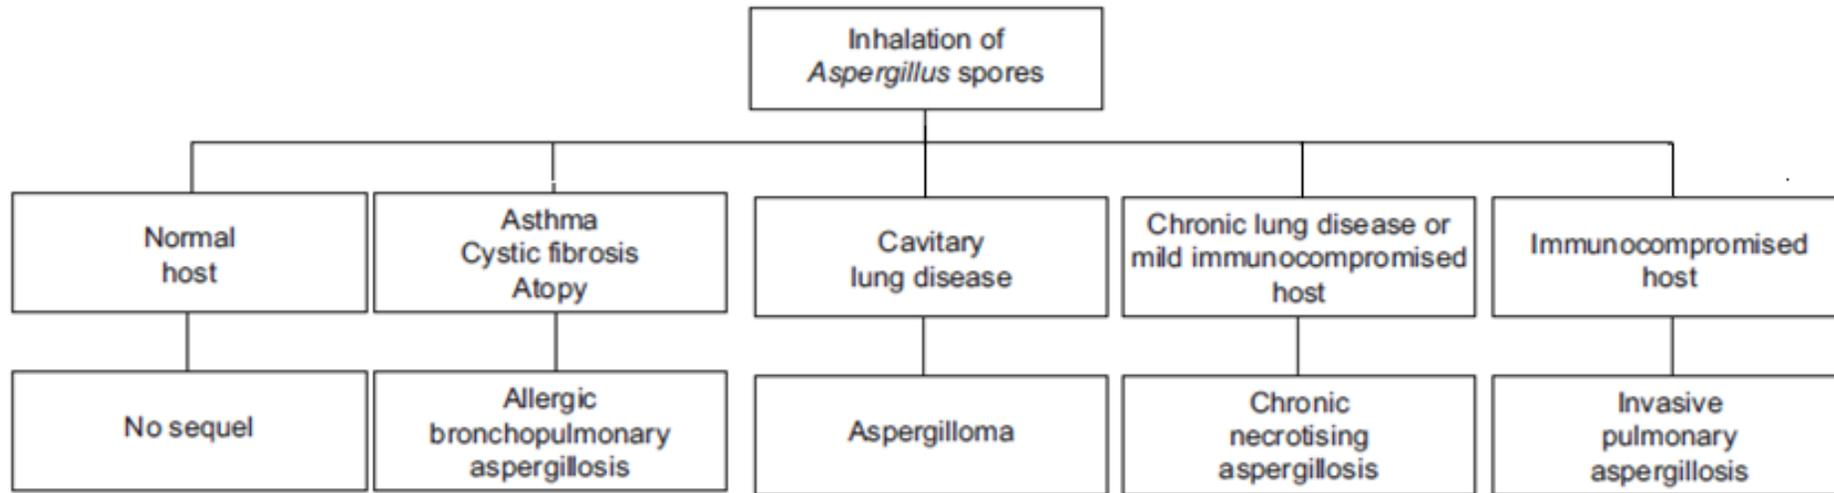 Inhalation of
Aspergillus spores
Normal
host
Asthma
Cystic fibrosis
Atopy
Cavitary
lung disease
Chronic lung disease or
mild immunocompromised
host
Immunocompromised
host
No sequel
Allergic
bronchopulmonary
aspergillosis
Aspergilloma
Chronic
necrotising
aspergillosis
Invasive
pulmonary
aspergillosis